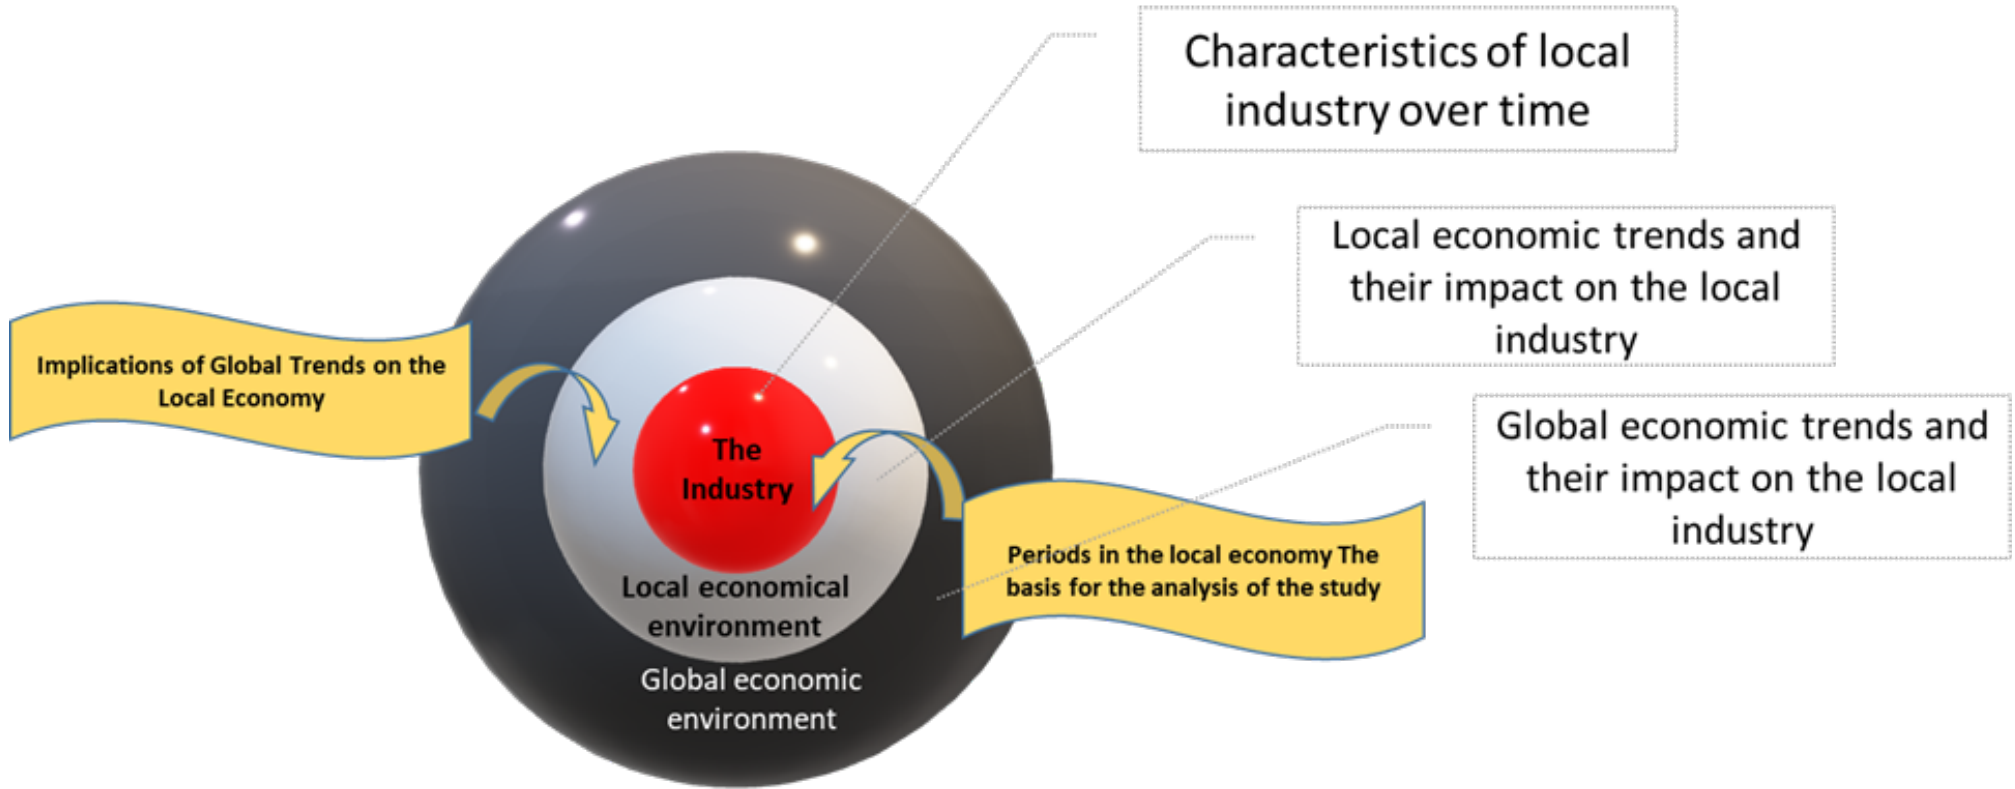 Characteristics of local
industry over time
Local economic trends and
their impact on the local
industry
Implications of Global Trends on the
Local Economy
Global economic trends and
their impact on the local
industry
The
Industry
Periods in the local economy The
basis for the analysis of the study
Local economical
environment
Global economic
environment